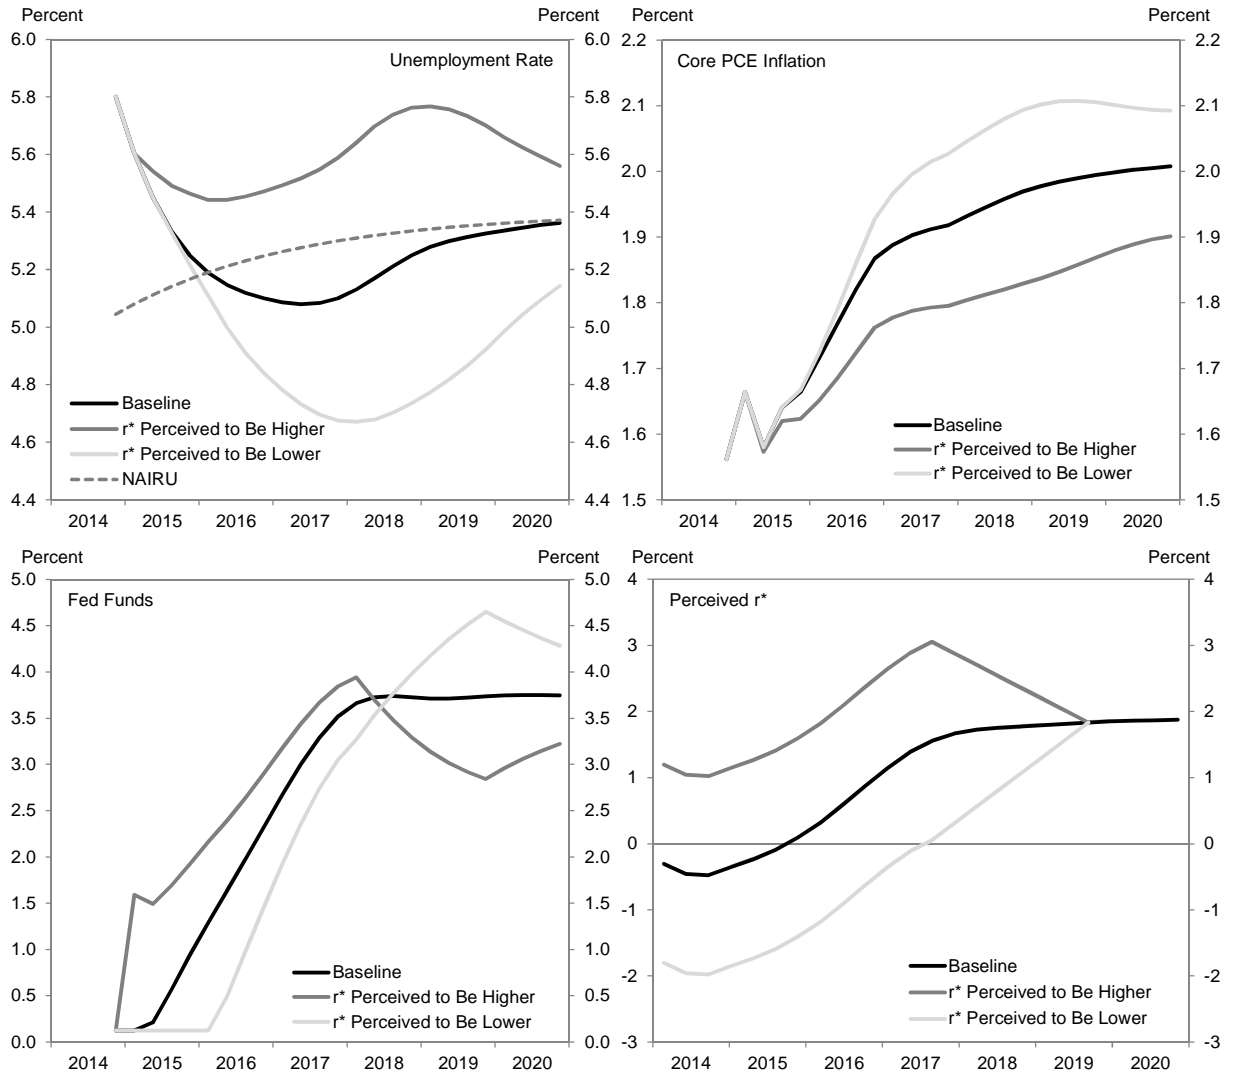 Percent Percent
Unemployment Rate
6.0 6.0
5.8 5.8
5.6 5.6
5.4 5.4
5.2 5.2
5.0 5.0
4.8 4.8
4.6 4.6
4.4 4.4
Baseline
r* Perceived to Be Higher
r* Perceived to Be Lower
NAIRU
2014 2015 2016 2017 2018 2019 2020
Percent Percent
Core PCE Inflation
2.2 2.2
2.1 2.1
2.0 2.0
1.9 1.9
1.8 1.8
1.7 1.7
1.6 1.6
1.5 1.5
Baseline
r* Perceived to Be Higher
r* Perceived to Be Lower
2014 2015 2016 2017 2018 2019 2020
Percent Percent
Fed Funds
5.0 5.0
4.5 4.5
4.0 4.0
3.5 3.5
3.0 3.0
2.5 2.5
2.0 2.0
1.5 1.5
1.0 1.0
0.5 0.5
0.0 0.0
Baseline
r* Perceived to Be Higher
r* Perceived to Be Lower
2014 2015 2016 2017 2018 2019 2020
Percent Percent
Perceived r*
4 4
3 3
2 2
1 1
0 0
-1 -1
-2 -2
-3 -3
Baseline
r* Perceived to Be Higher
r* Perceived to Be Lower
2014 2015 2016 2017 2018 2019 2020